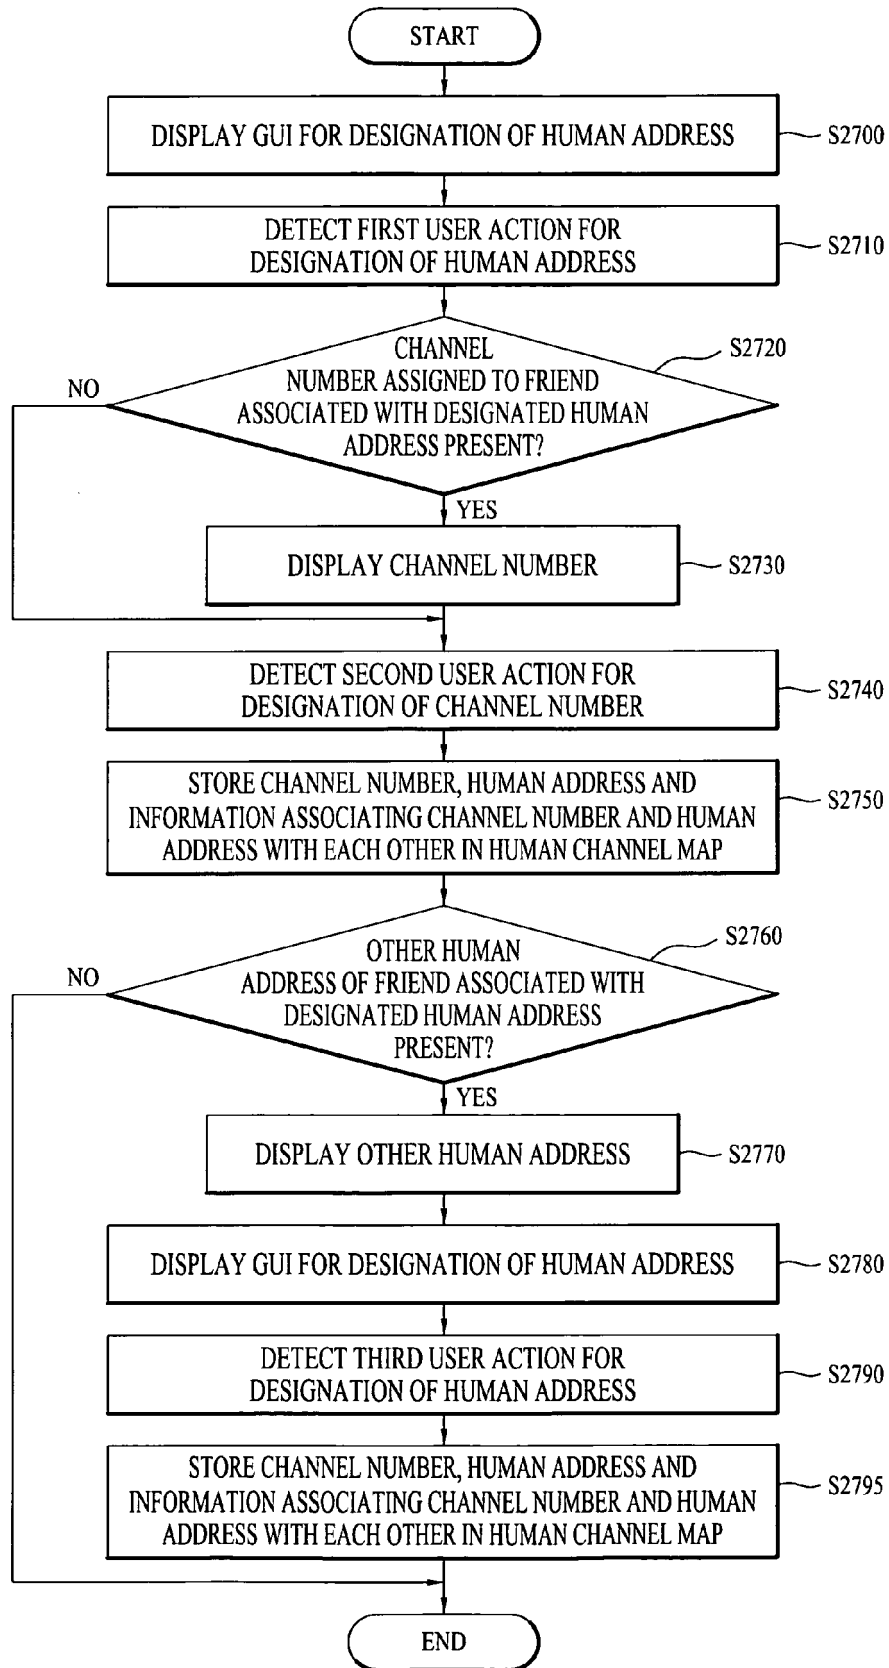 START
DISPLAY GUI FOR DESIGNATION OF HUMAN ADDRESS
S2700
DETECT FIRST USER ACTION FOR
DESIGNATION OF HUMAN ADDRESS
S2710
CHANNEL
NUMBER ASSIGNED TO FRIEND
ASSOCIATED WITH DESIGNATED HUMAN
ADDRESS PRESENT?
S2720
NO
YES
DISPLAY CHANNEL NUMBER
S2730
DETECT SECOND USER ACTION FOR
DESIGNATION OF CHANNEL NUMBER
S2740
STORE CHANNEL NUMBER, HUMAN ADDRESS AND
INFORMATION ASSOCIATING CHANNEL NUMBER AND HUMAN
ADDRESS WITH EACH OTHER IN HUMAN CHANNEL MAP
S2750
OTHER HUMAN
ADDRESS OF FRIEND ASSOCIATED WITH
DESIGNATED HUMAN ADDRESS
PRESENT?
S2760
NO
YES
DISPLAY OTHER HUMAN ADDRESS
S2770
DISPLAY GUI FOR DESIGNATION OF HUMAN ADDRESS
S2780
DETECT THIRD USER ACTION FOR
DESIGNATION OF HUMAN ADDRESS
S2790
STORE CHANNEL NUMBER, HUMAN ADDRESS AND
INFORMATION ASSOCIATING CHANNEL NUMBER AND HUMAN
ADDRESS WITH EACH OTHER IN HUMAN CHANNEL MAP
S2795
END